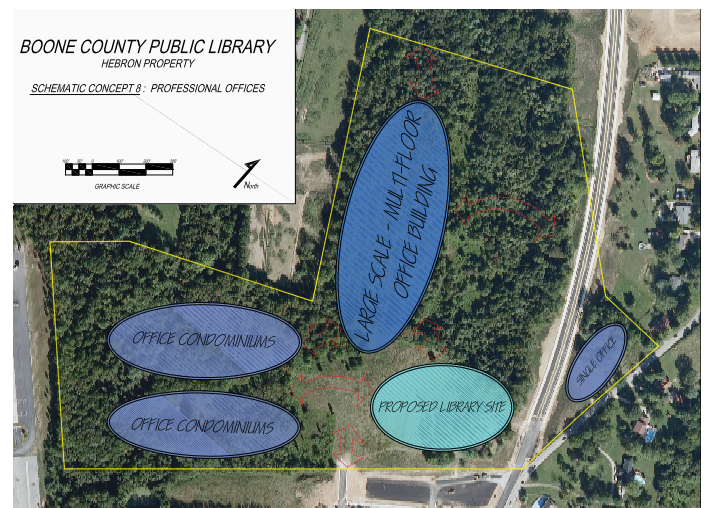 BOONE COUNTY PUBLIC LIBRARY
HEBRON PROPERTY
SCHEMATIC CONCEPT 8 : PROFESSIONAL OFFICES
GRAPHIC SCALE
North
LARGE SCALE - MULTI-FLOOR
OFFICE BUILDING
OFFICE CONDOMINIUMS
SINGLE OFFICE
PROPOSED LIBRARY SITE
OFFICE CONDOMINIUMS